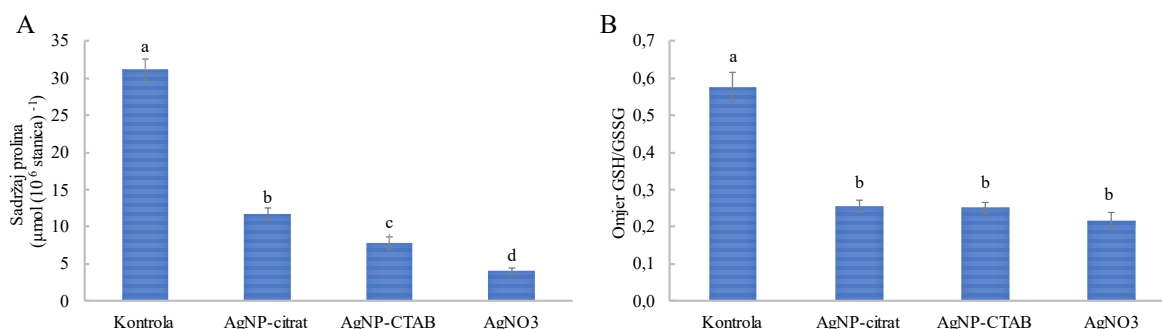 A
Sadržaj prolina
(µmol (10⁶ stanica) ⁻¹)
35
30
25
20
15
10
5
0
a
b
c
d
Kontrola AgNP-citrat AgNP-CTAB AgNO3
B
Omjer GSH/GSSG
0,7
0,6
0,5
0,4
0,3
0,2
0,1
0,0
a
b
b
b
Kontrola AgNP-citrat AgNP-CTAB AgNO3